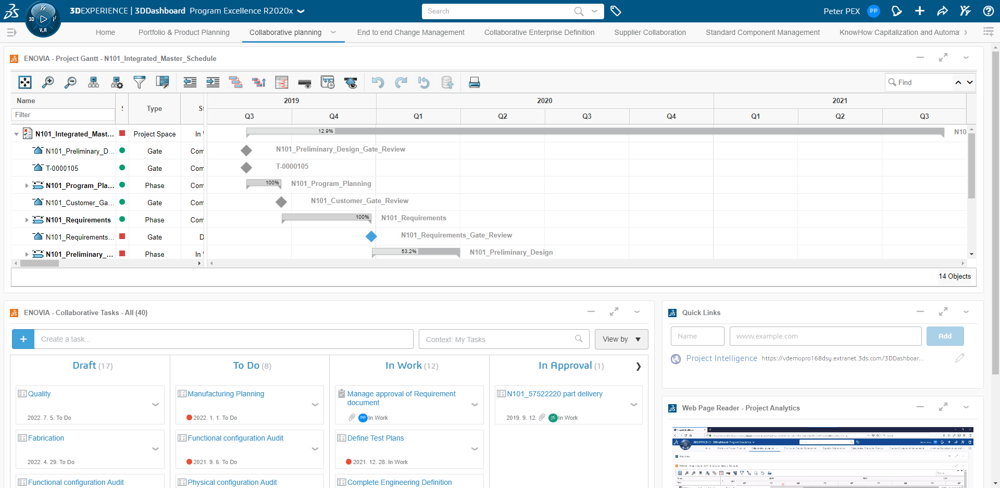 3DEXPERIENCE | 3DDashboard Program Excellence R2020x
Search
Peter PEX PP
3D V.R
Home Portfolio & Product Planning Collaborative planning End to end Change Management Collaborative Enterprise Definition Supplier Collaboration Standard Component Management KnowHow Capitalization and Automa
ENOVIA - Project Gantt - N101_Integrated_Master_Schedule
Find
Name Type 2019 2020 2021
Filter Q3 Q4 Q1 Q2 Q3 Q4 Q1 Q2 Q3
N101_Integrated_Mast... Project Space In 12.9% N10
N101_Preliminary_D... Gate Com N101_Preliminary_Design_Gate_Review
T-0000105 Gate Com T-0000105
N101_Program_Pla... Phase Com 100% N101_Program_Planning
N101_Customer_Ga... Gate Com N101_Customer_Gate_Review
N101_Requirements Phase Com 100% N101_Requirements
N101_Requirements... Gate D N101_Requirements_Gate_Review
N101_Preliminary_... Phase In 53.2% N101_Preliminary_Design
14 Objects
ENOVIA - Collaborative Tasks - All (40)
+ Create a task...
Context: My Tasks
View by
Draft (17)
Quality
2022. 7. 5. To Do
Fabrication
2022. 4. 29. To Do
Functional configuration Audit
To Do (8)
Manufacturing Planning
2022. 1. 1. To Do
Functional configuration Audit
2021. 9. 6. To Do
Physical configuration Audit
In Work (12)
Manage approval of Requirement
document
PP In Work
Define Test Plans
2021. 12. 28. In Work
Complete Engineering Definition
In Approval (1)
N101_57522220 part delivery
2019. 9. 12. JS In Work
Quick Links
Name www.example.com Add
Project Intelligence https://vdemopro168dsy.extranet.3ds.com/3DDashboar...
Web Page Reader - Project Analytics
3DEXPERIENCE | 3DDashboard Program Excellence